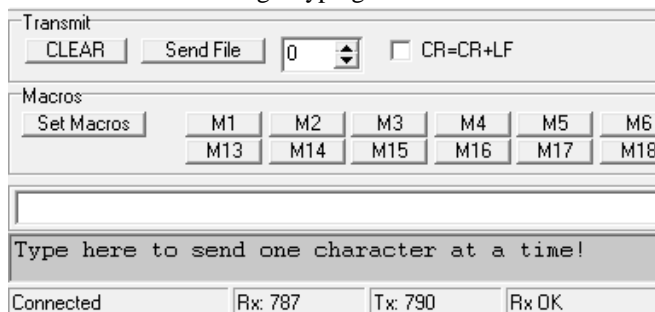 Transmit
CLEAR Send File 0 CR=CR+LF
Macros
Set Macros M1 M2 M3 M4 M5 M6
M13 M14 M15 M16 M17 M18
Type here to send one character at a time!
Connected Rx: 787 Tx: 790 Rx OK